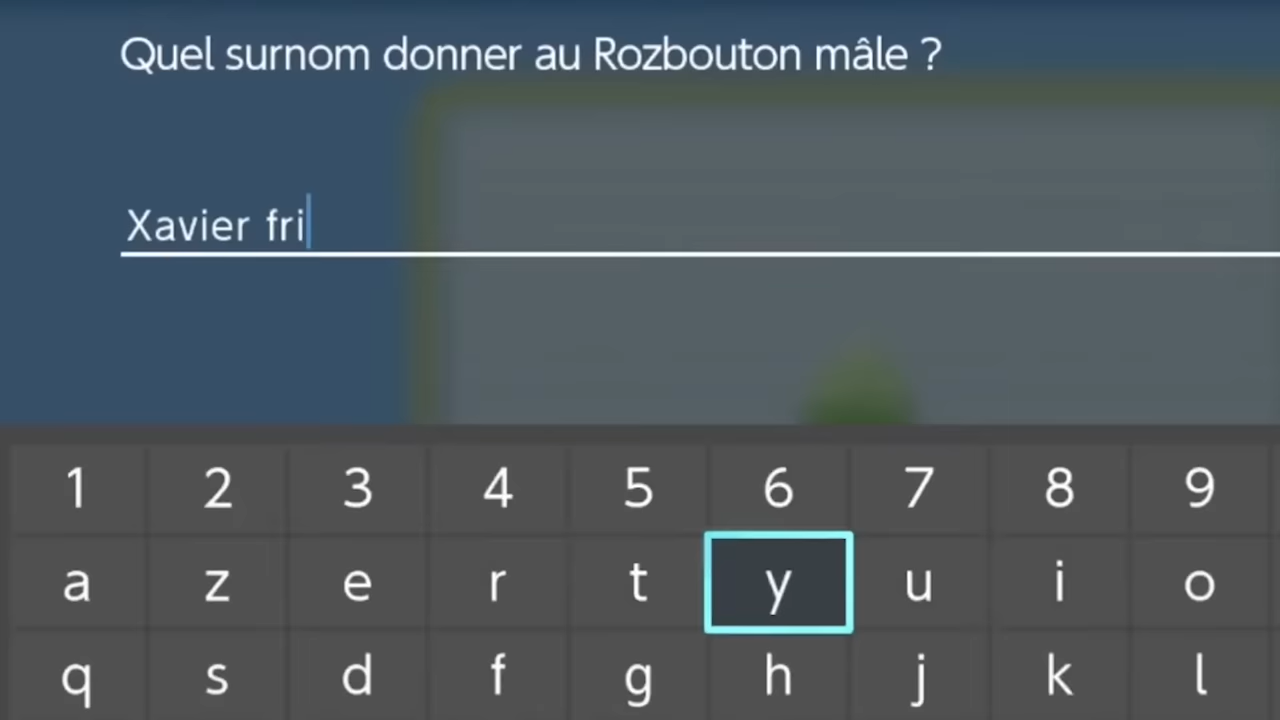 Quel surnom donner au Rozbouton mâle ?
Xavier fri
1 2 3 4 5 6 7 8 9
a z e r t y u i o
q s d f g h j k l